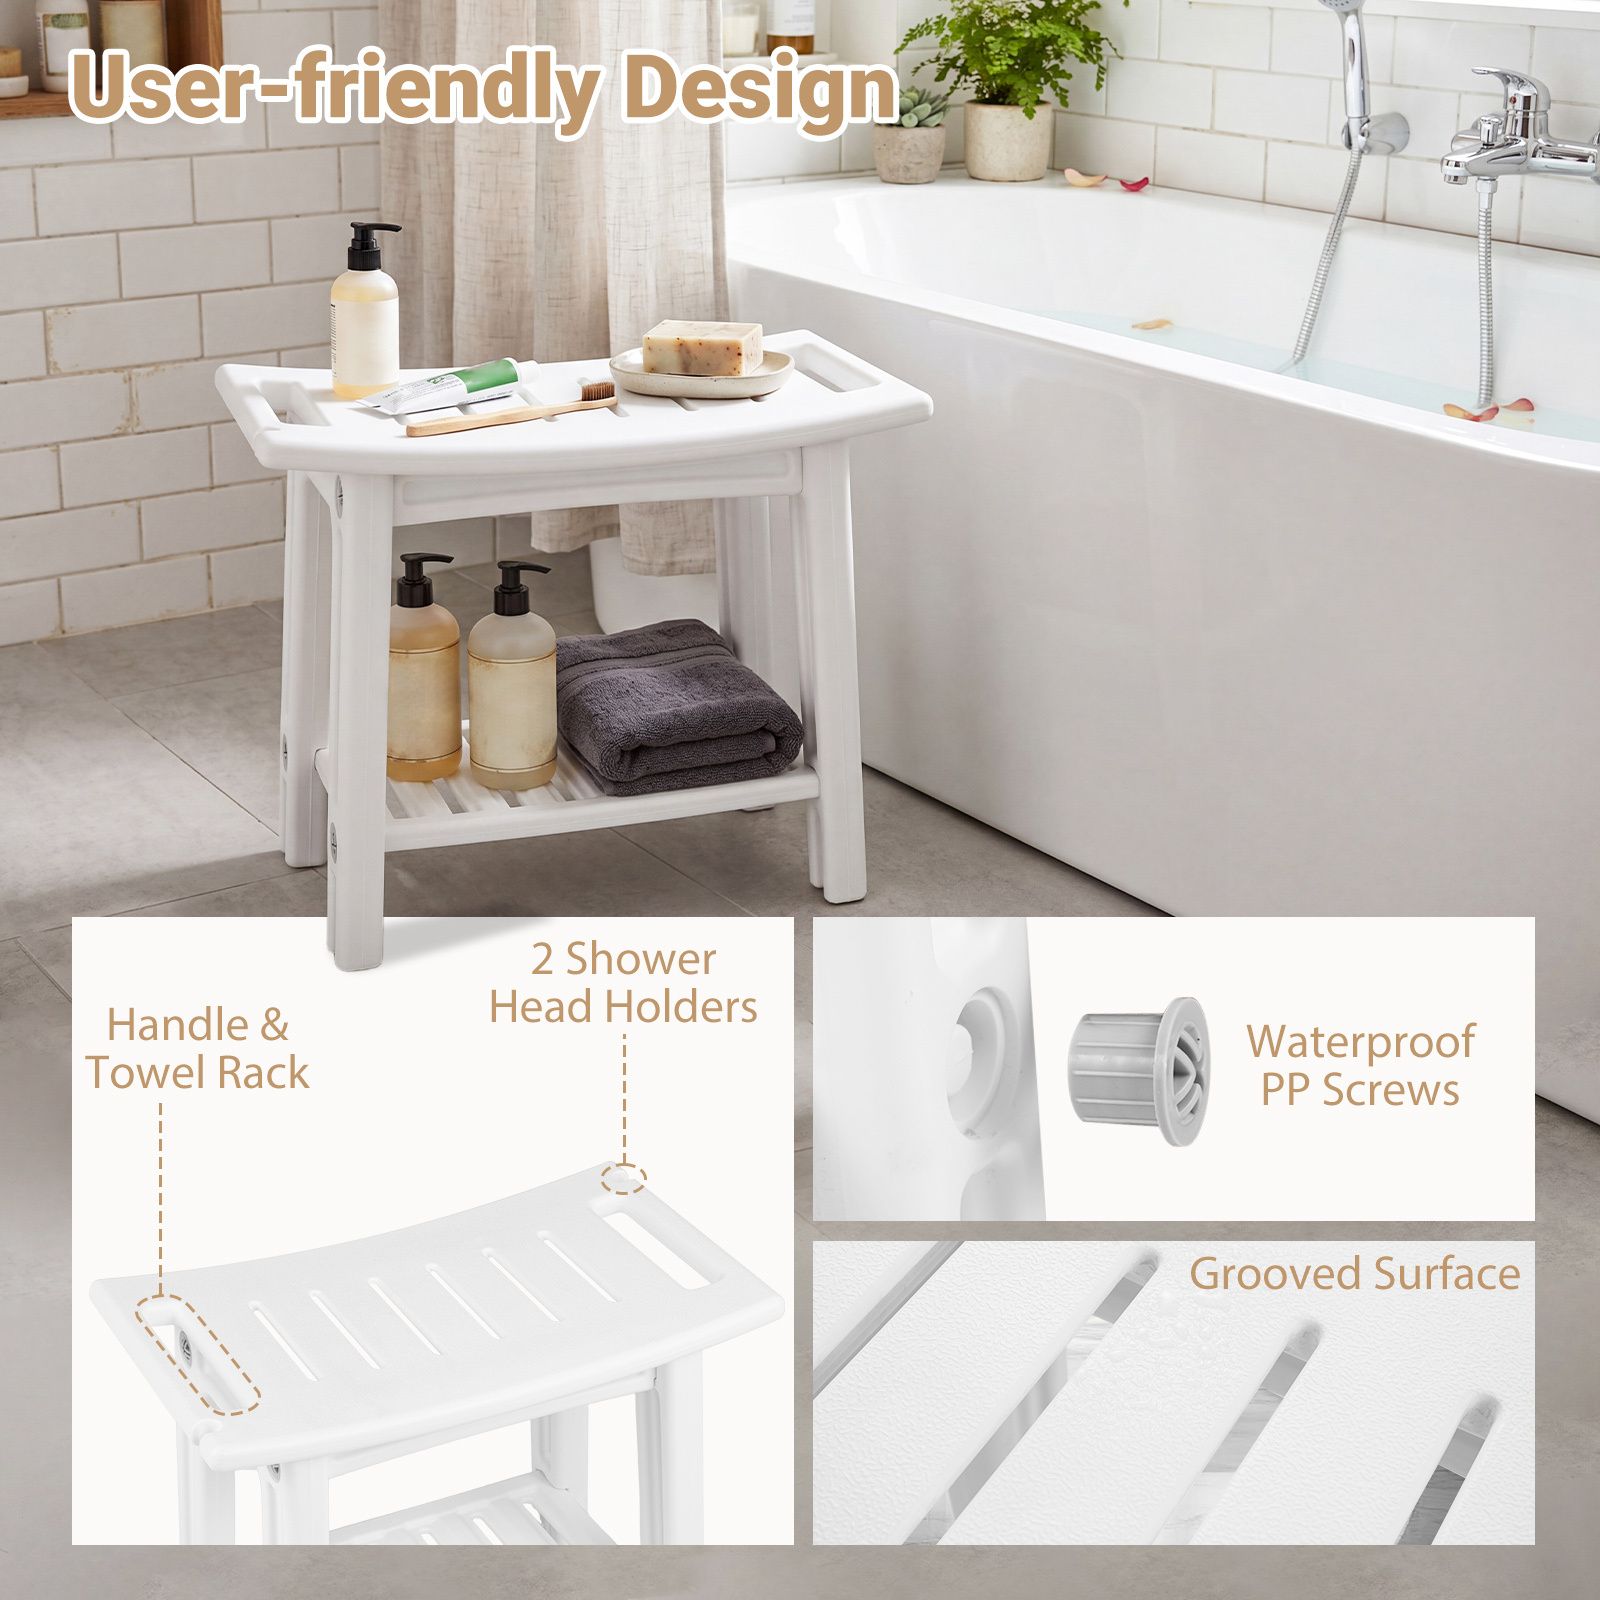 User-friendly Design
2 Shower
Head Holders
Handle &
Towel Rack
Waterproof
PP Screws
Grooved Surface